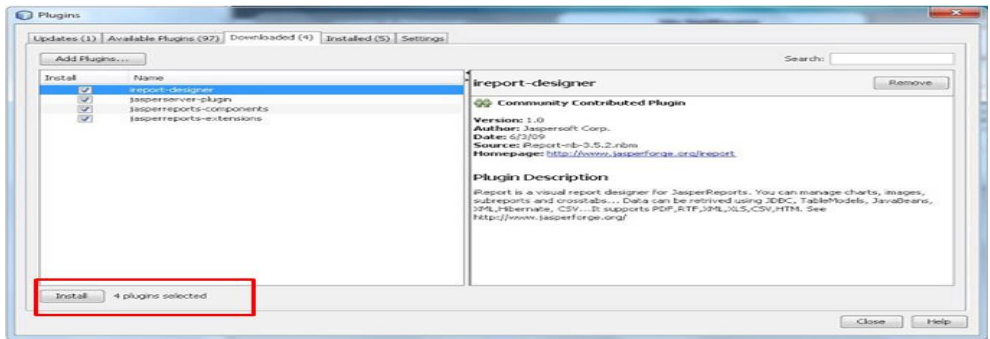 Plugins
Updates (1) Available Plugins (97) Downloaded (4) Installed (5) Settings
Add Plugins...
Search:
Install Name
ireport-designer
jasperserver-plugin
jasperreports-components
jasperreports-extensions
Install 4 plugins selected
ireport-designer
Remove
Community Contributed Plugin
Version: 1.0
Author: Jaspersoft Corp.
Date: 6/3/09
Source: iReport-nb-3.5.2.nbm
Homepage: http://www.jasperforge.org/ireport
Plugin Description
iReport is a visual report designer for JasperReports. You can manage charts, images,
subreports and crosstabs... Data can be retrived using JDBC, TableModels, JavaBeans,
XML,Hibernate, CSV...It supports PDF,RTF,XML,XLS,CSV,HTM. See
http://www.jasperforge.org/
Close Help